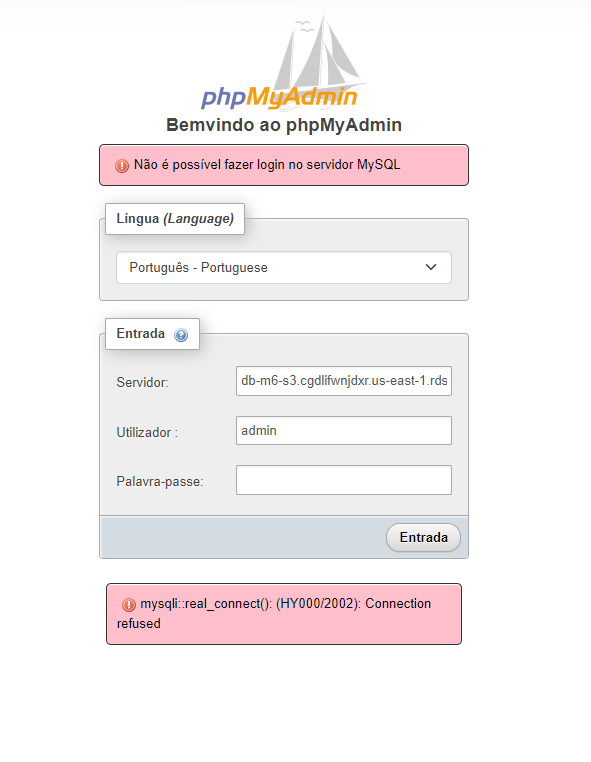 phpMyAdmin
Bemvindo ao phpMyAdmin
Não é possível fazer login no servidor MySQL
Língua (Language)
Português - Portuguese
Entrada
Servidor:
db-m6-s3.cgdlifwnjdxr.us-east-1.rds
Utilizador :
admin
Palavra-passe:
Entrada
mysqli::real_connect(): (HY000/2002): Connection
refused